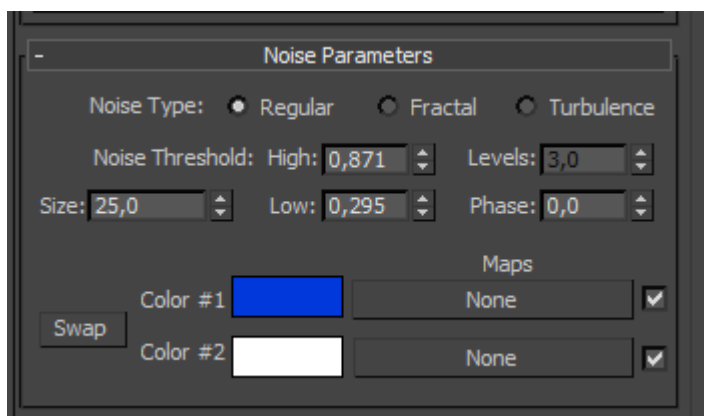 - Noise Parameters
Noise Type: Regular Fractal Turbulence
Noise Threshold: High: 0,871 Levels: 3,0
Size: 25,0 Low: 0,295 Phase: 0,0
Maps
Color #1 None
Swap
Color #2 None